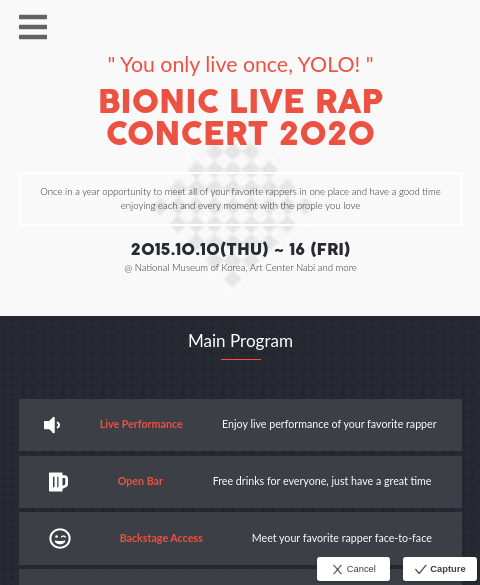 " You only live once, YOLO! "
BIONIC LIVE RAP
CONCERT 2020
Once in a year opportunity to meet all of your favorite rappers in one place and have a good time
enjoying each and every moment with the prople you love
2015.10.10(THU) ~ 16 (FRI)
@ National Museum of Korea, Art Center Nabi and more
Main Program
Live Performance Enjoy live performance of your favorite rapper
Open Bar Free drinks for everyone, just have a great time
Backstage Access Meet your favorite rapper face-to-face
Cancel Capture